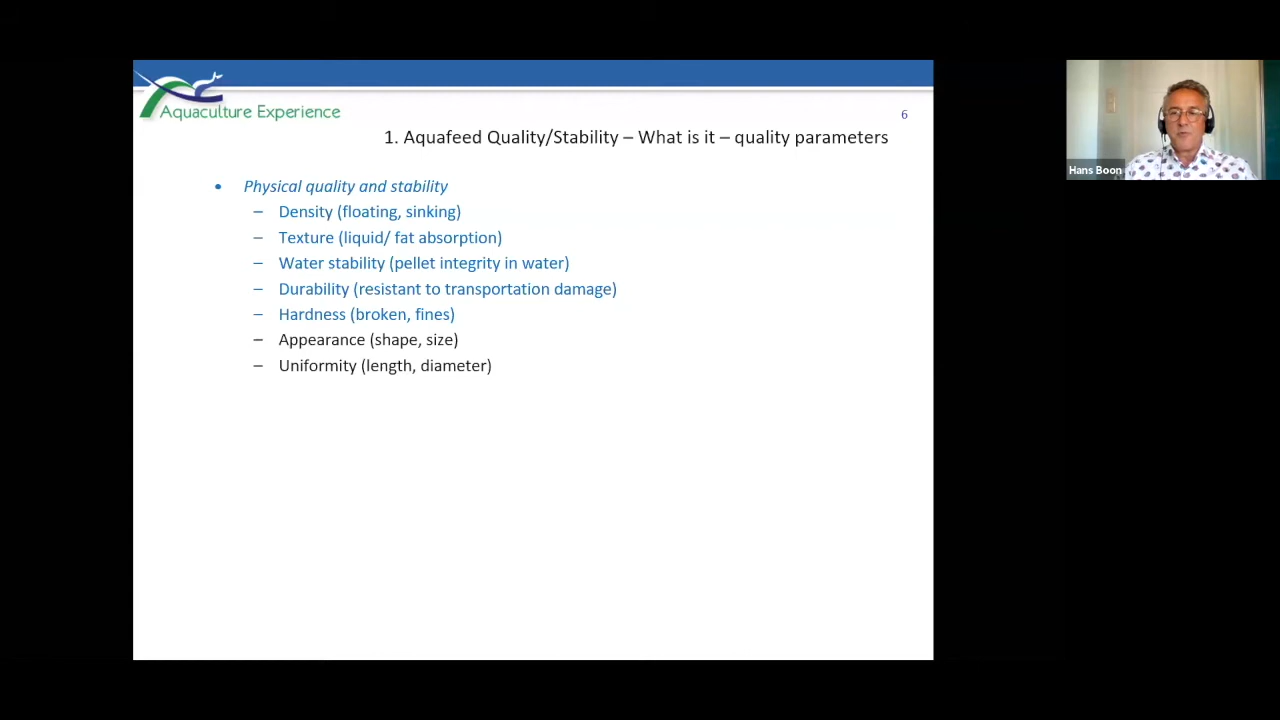 Aquaculture Experience
6
1. Aquafeed Quality/Stability – What is it – quality parameters
• Physical quality and stability
– Density (floating, sinking)
– Texture (liquid/ fat absorption)
– Water stability (pellet integrity in water)
– Durability (resistant to transportation damage)
– Hardness (broken, fines)
– Appearance (shape, size)
– Uniformity (length, diameter)
Hans Boon